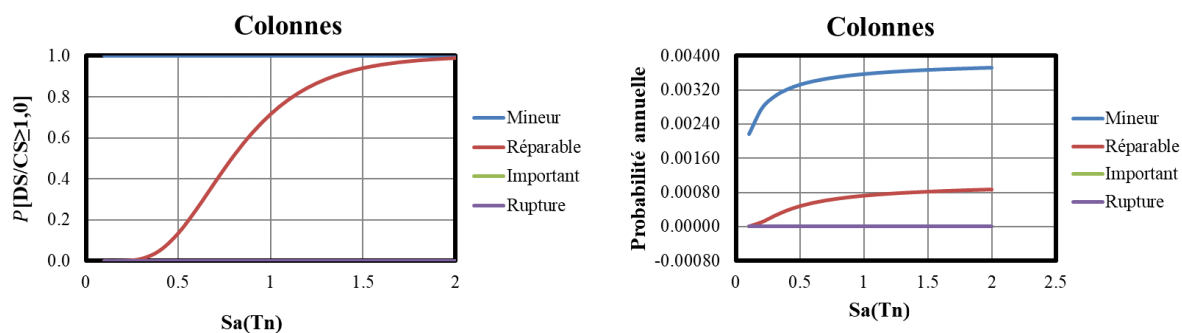 Colonnes
P[DS/CS≥1,0]
1.0
0.8
0.6
0.4
0.2
0.0
0.5
1
1.5
2
Sa(Tn)
Mineur
Réparable
Important
Rupture
Colonnes
Probabilité annuelle
0.00400
0.00320
0.00240
0.00160
0.00080
0.00000
-0.00080
0
0.5
1
1.5
2
2.5
Sa(Tn)
Mineur
Réparable
Important
Rupture